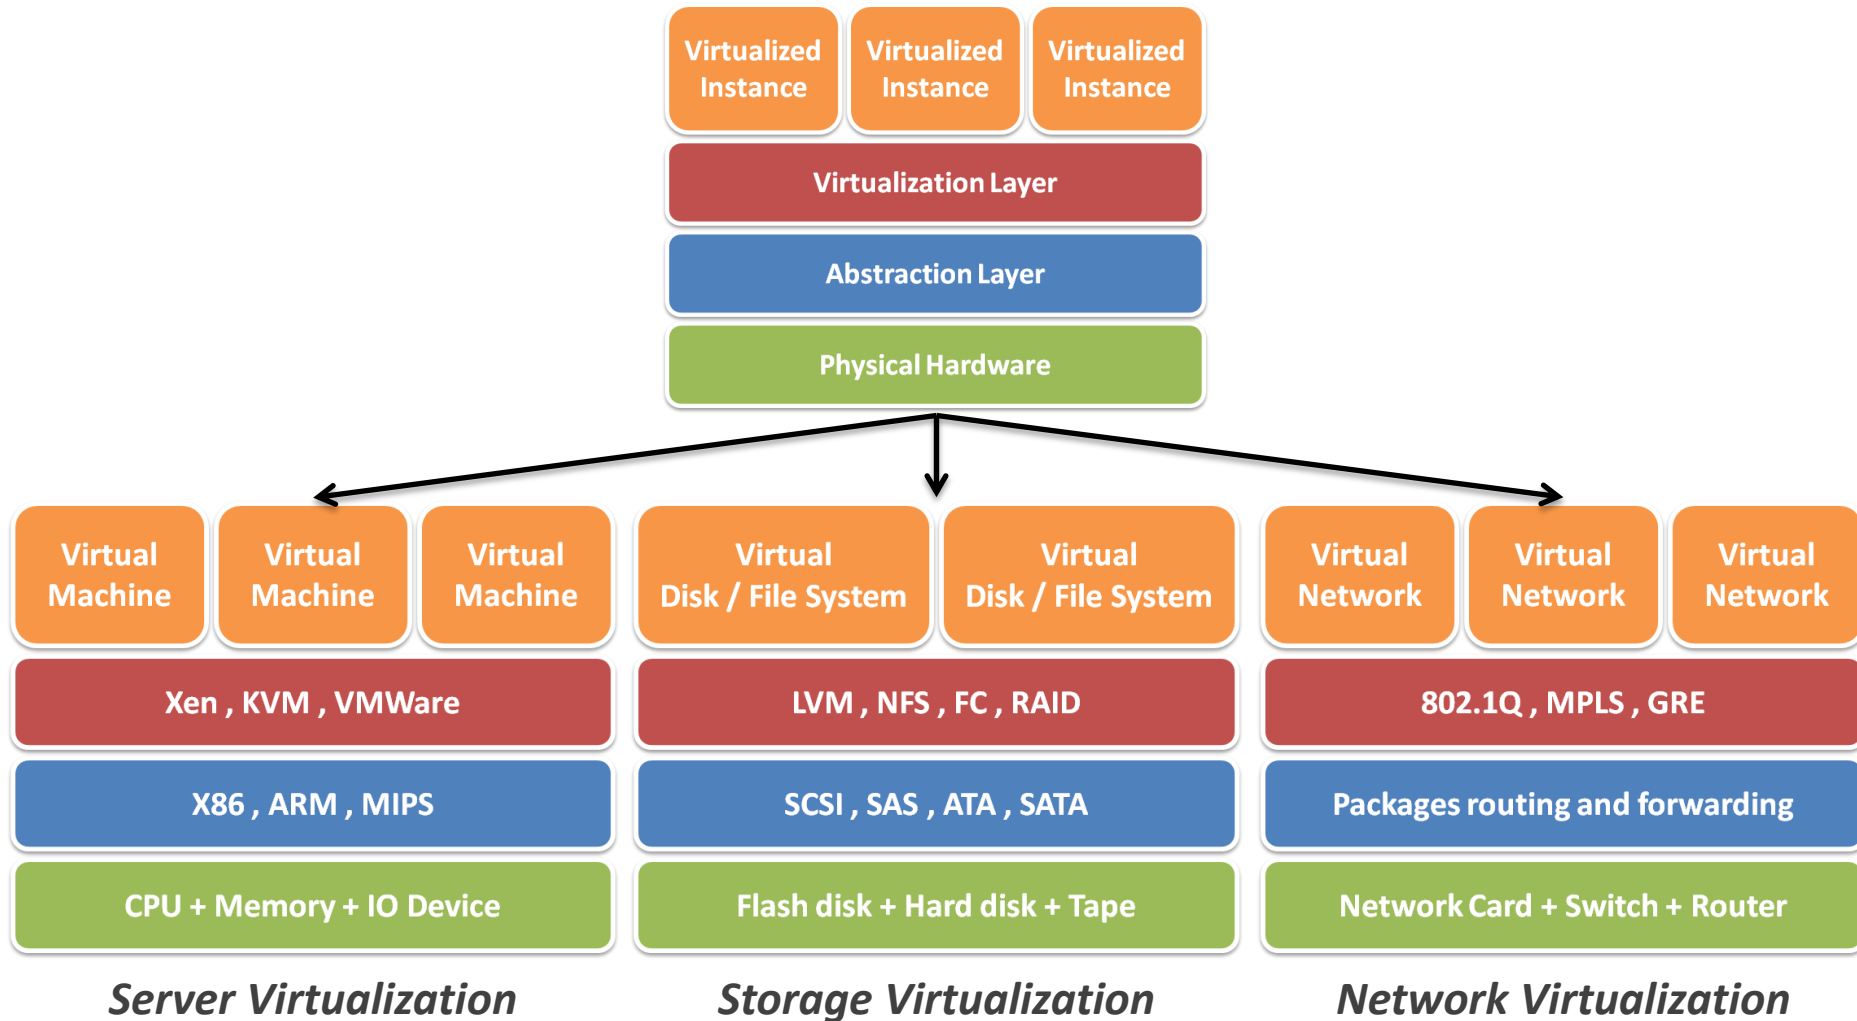 Virtualized Virtualized Virtualized
Instance Instance Instance
Virtualization Layer
Abstraction Layer
Physical Hardware
Virtual Machine
Virtual Machine
Virtual Machine
Virtual
Disk / File System
Virtual
Disk / File System
Virtual
Network
Virtual
Network
Virtual
Network
Xen , KVM , VMWare
LVM , NFS , FC , RAID
802.1Q , MPLS , GRE
X86 , ARM , MIPS
SCSI , SAS , ATA , SATA
Packages routing and forwarding
CPU + Memory + IO Device
Flash disk + Hard disk + Tape
Network Card + Switch + Router
Server Virtualization
Storage Virtualization
Network Virtualization